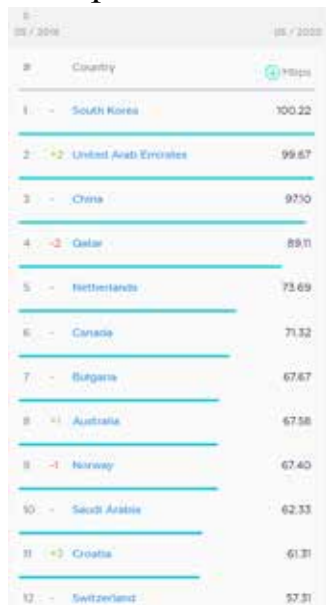 05 / 2020
# Country Mbps
1 - South Korea 100.22
2 +2 United Arab Emirates 99.67
3 - China 97.10
4 -2 Qatar 89.11
5 - Netherlands 73.69
6 - Canada 71.32
7 - Bulgaria 67.67
8 +1 Australia 67.58
9 -1 Norway 67.40
10 - Saudi Arabia 62.33
11 Croatia 61.31
12 - Switzerland 57.31